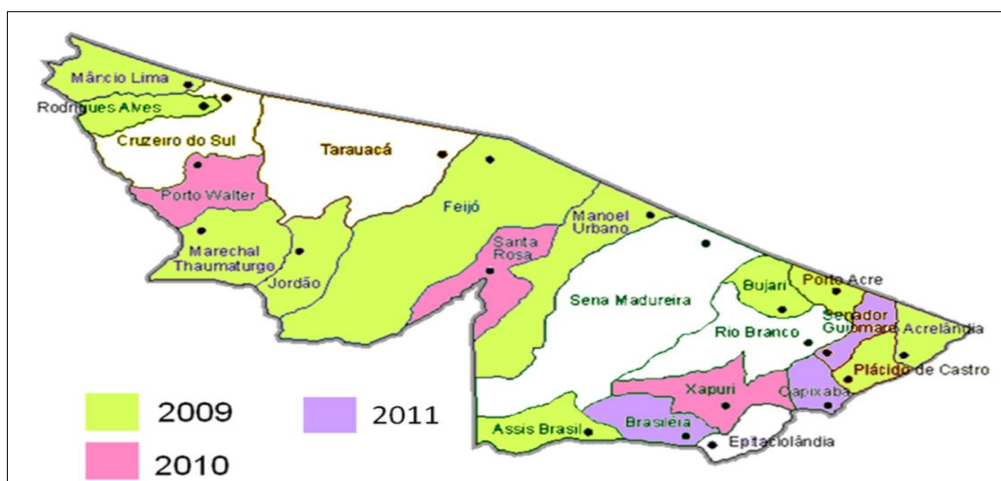 Mâncio Lima
Rodrigues Alves
Cruzeiro do Sul
Tarauacá
Porto Walter
Feijó
Manoel
Urbano
Santa
Rosa
Marechal
Thaumaturgo
Jordão
Sena Madureira
Bujari
Porto Acre
Senador
Guiomard
Acrelândia
Rio Branco
Plácido de Castro
Xapuri
Capixaba
Assis Brasil
Brasiléia
Epitaciolândia
2009
2011
2010